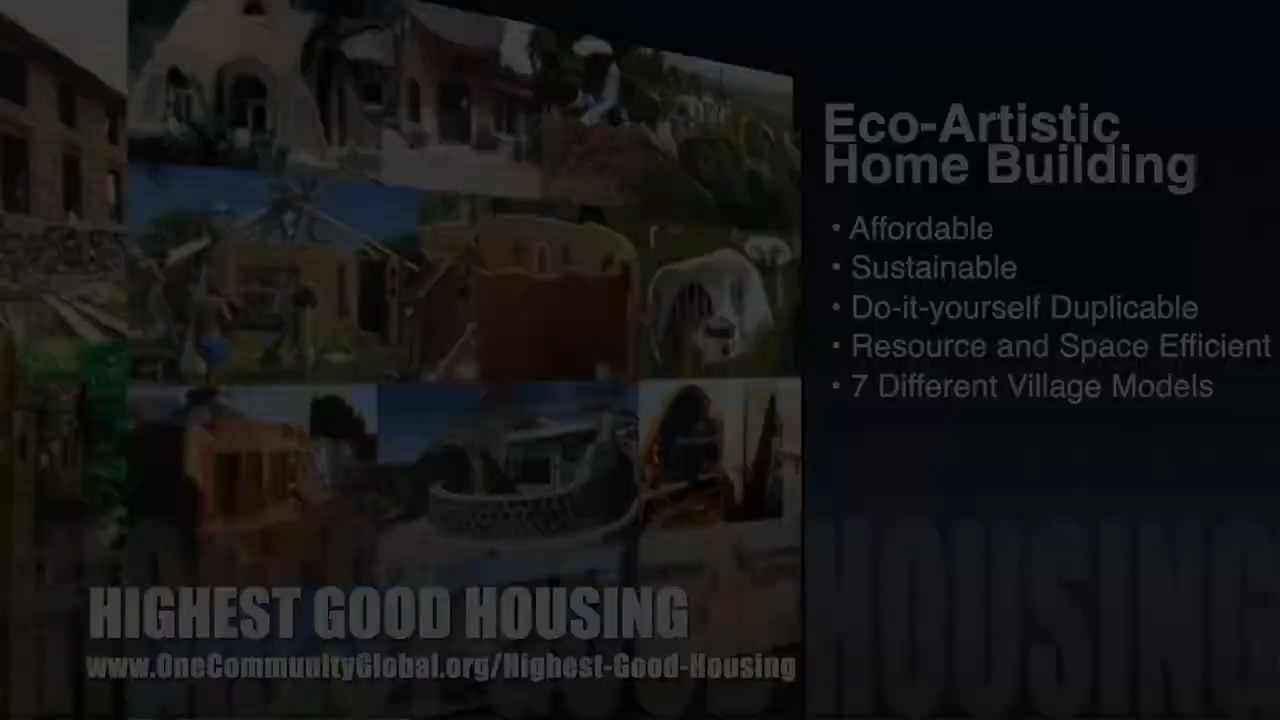 Eco-Artistic
Home Building
• Affordable
• Sustainable
• Do-it-yourself Duplicable
• Resource and Space Efficient
• 7 Different Village Models
HIGHEST GOOD HOUSING
www.OneCommunityGlobal.org/Highest-Good-Housing
HOUSING